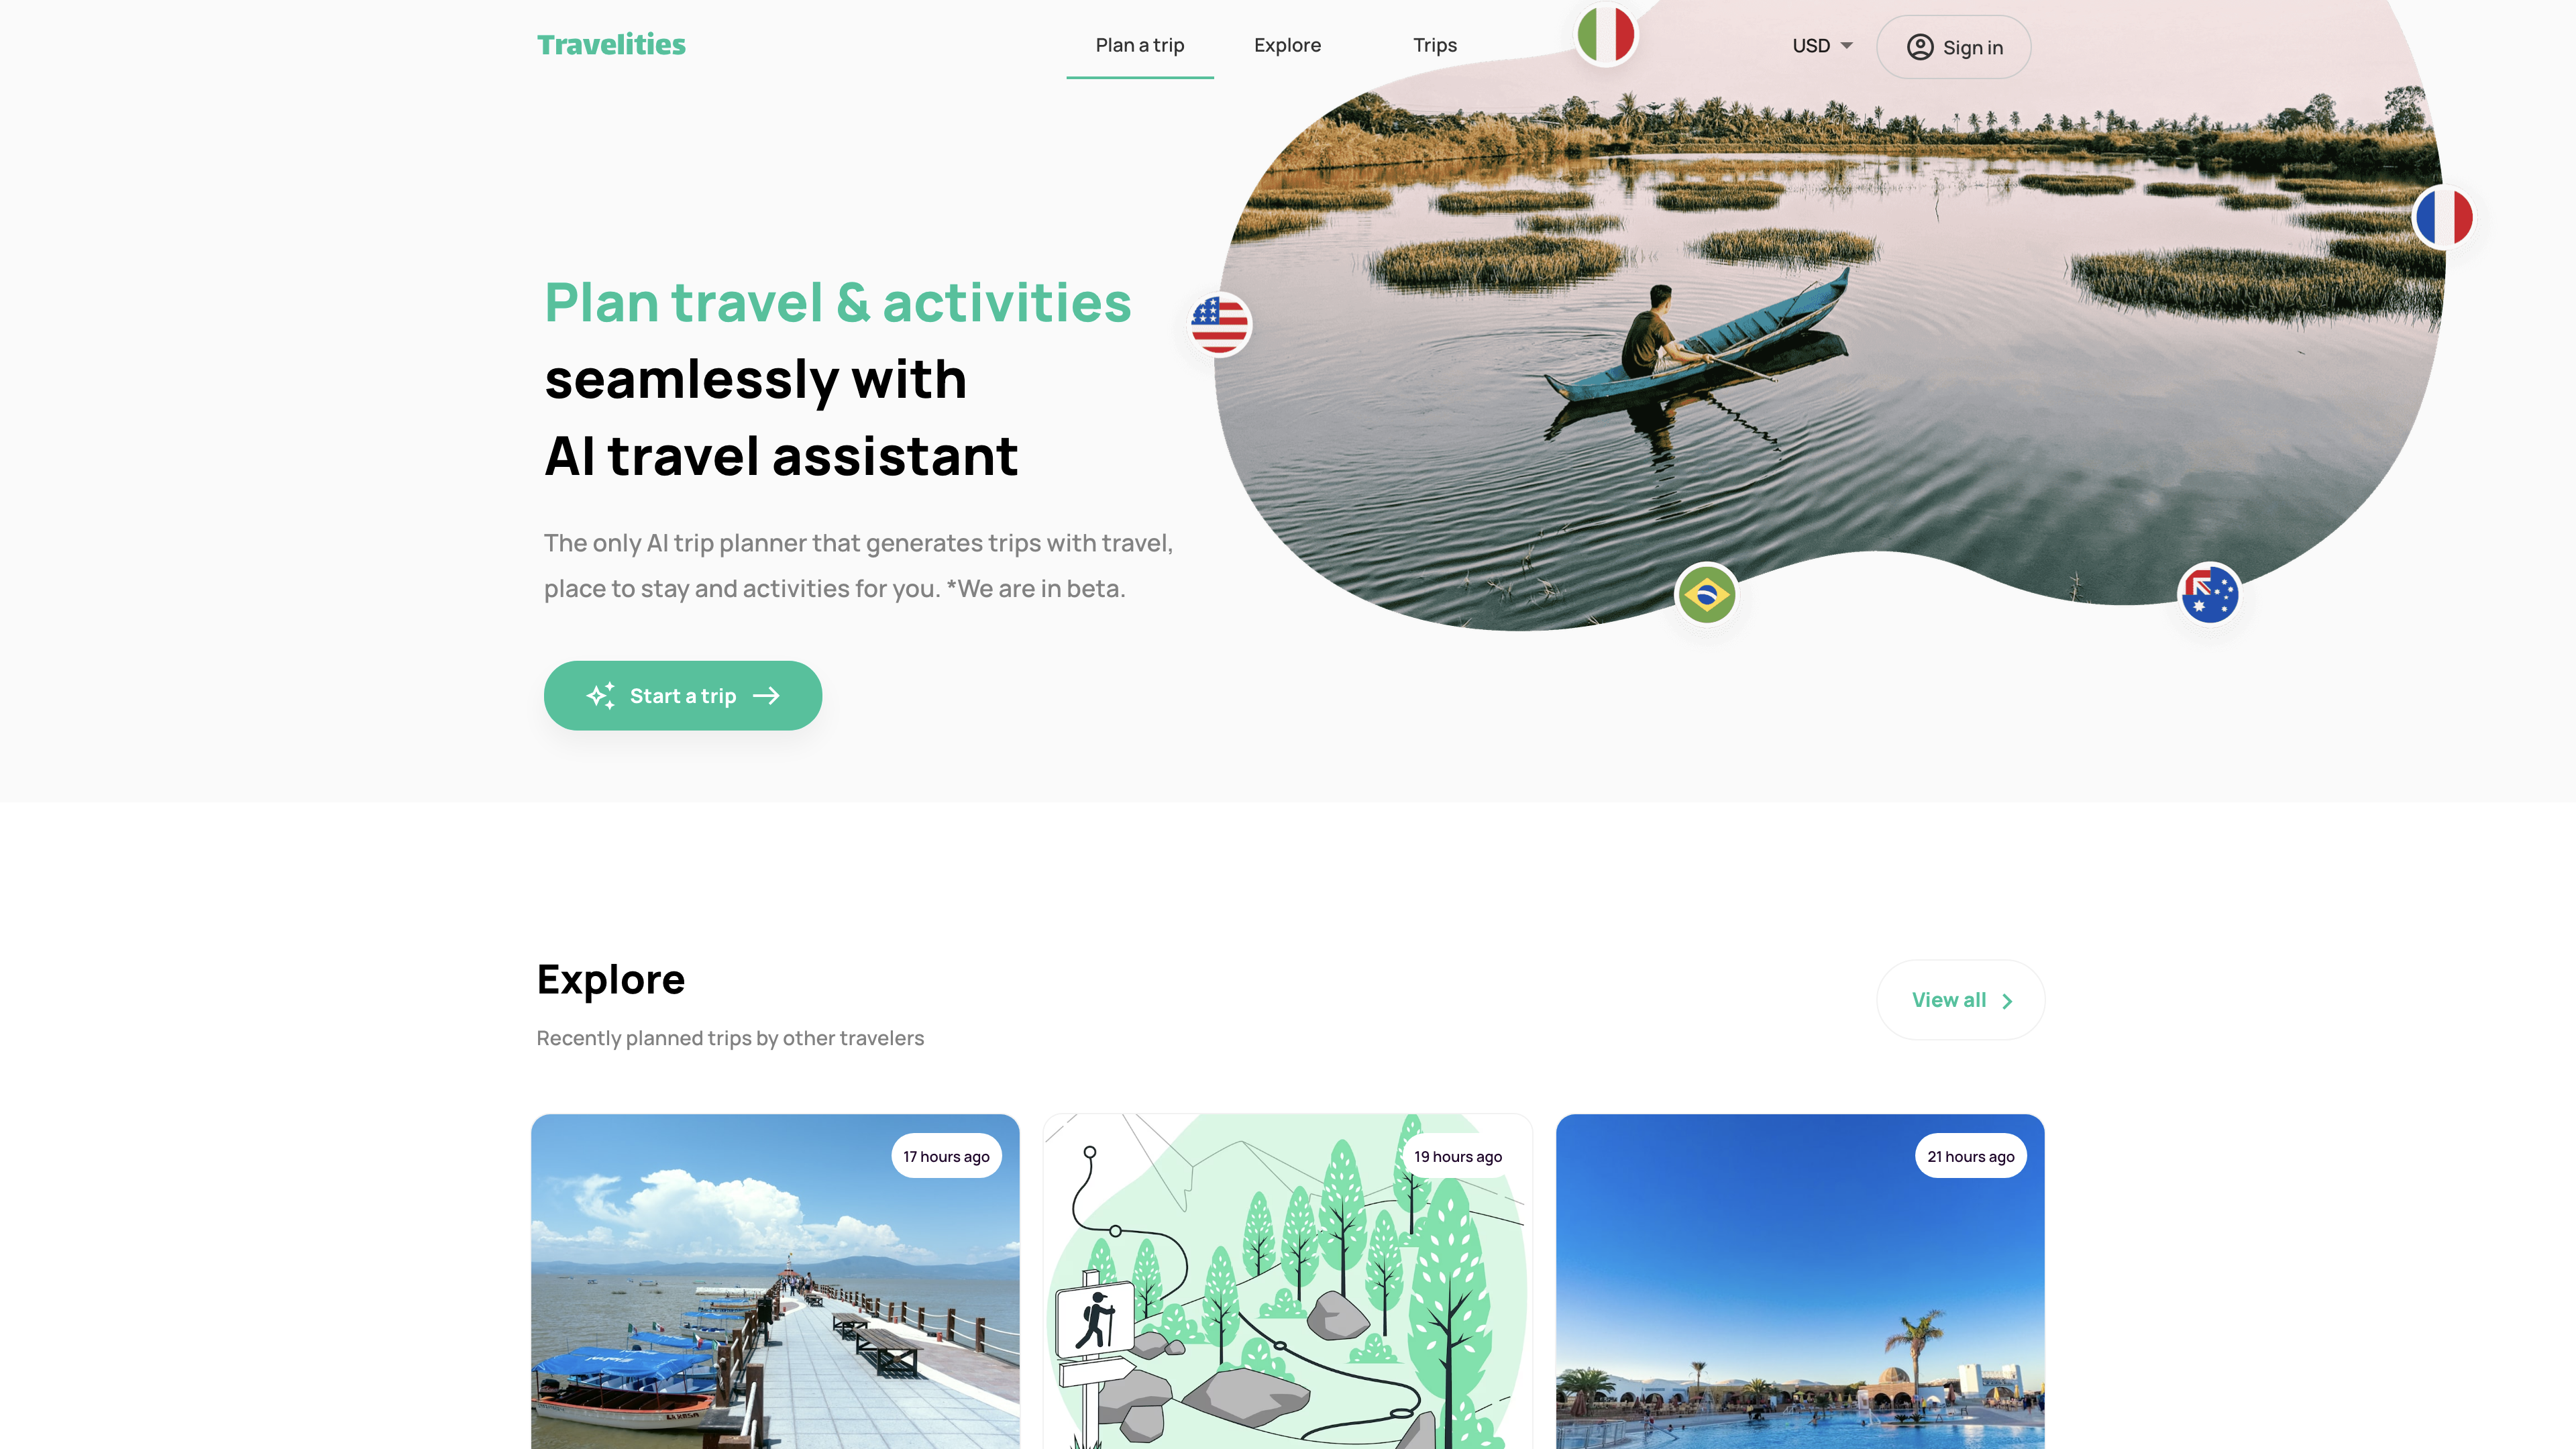 Travelities
Plan a trip
Explore
Trips
USD
Sign in
Plan travel & activities
seamlessly with
AI travel assistant
The only AI trip planner that generates trips with travel,
place to stay and activities for you. *We are in beta.
Start a trip
Explore
Recently planned trips by other travelers
View all
17 hours ago
19 hours ago
21 hours ago